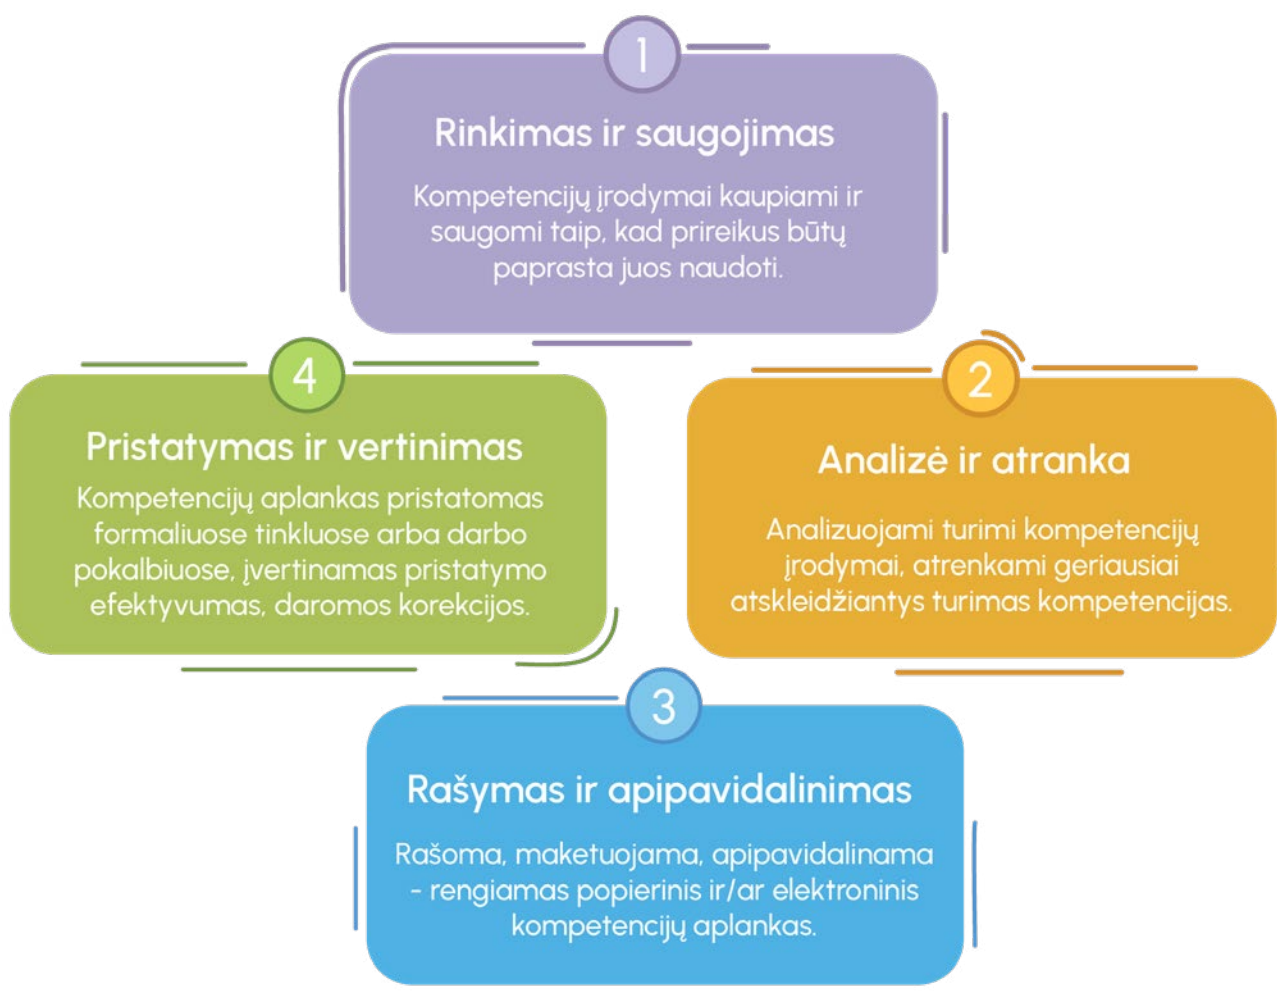 1
Rinkimas ir saugojimas
Kompetencijų įrodymai kaupiami ir
saugomi taip, kad prireikus būtų
paprasta juos naudoti.
2
Analizė ir atranka
Analizuojami turimi kompetencijų
įrodymai, atrenkami geriausiai
atskleidžiantys turimas kompetencijas.
3
Rašymas ir apipavidalinimas
Rašoma, maketuojama, apipavidalinama
- rengiamas popierinis ir/ar elektroninis
kompetencijų aplankas.
4
Pristatymas ir vertinimas
Kompetencijų aplankas pristatomas
formaliuose tinkluose arba darbo
pokalbiuose, įvertinamas pristatymo
efektyvumas, daromos korekcijos.